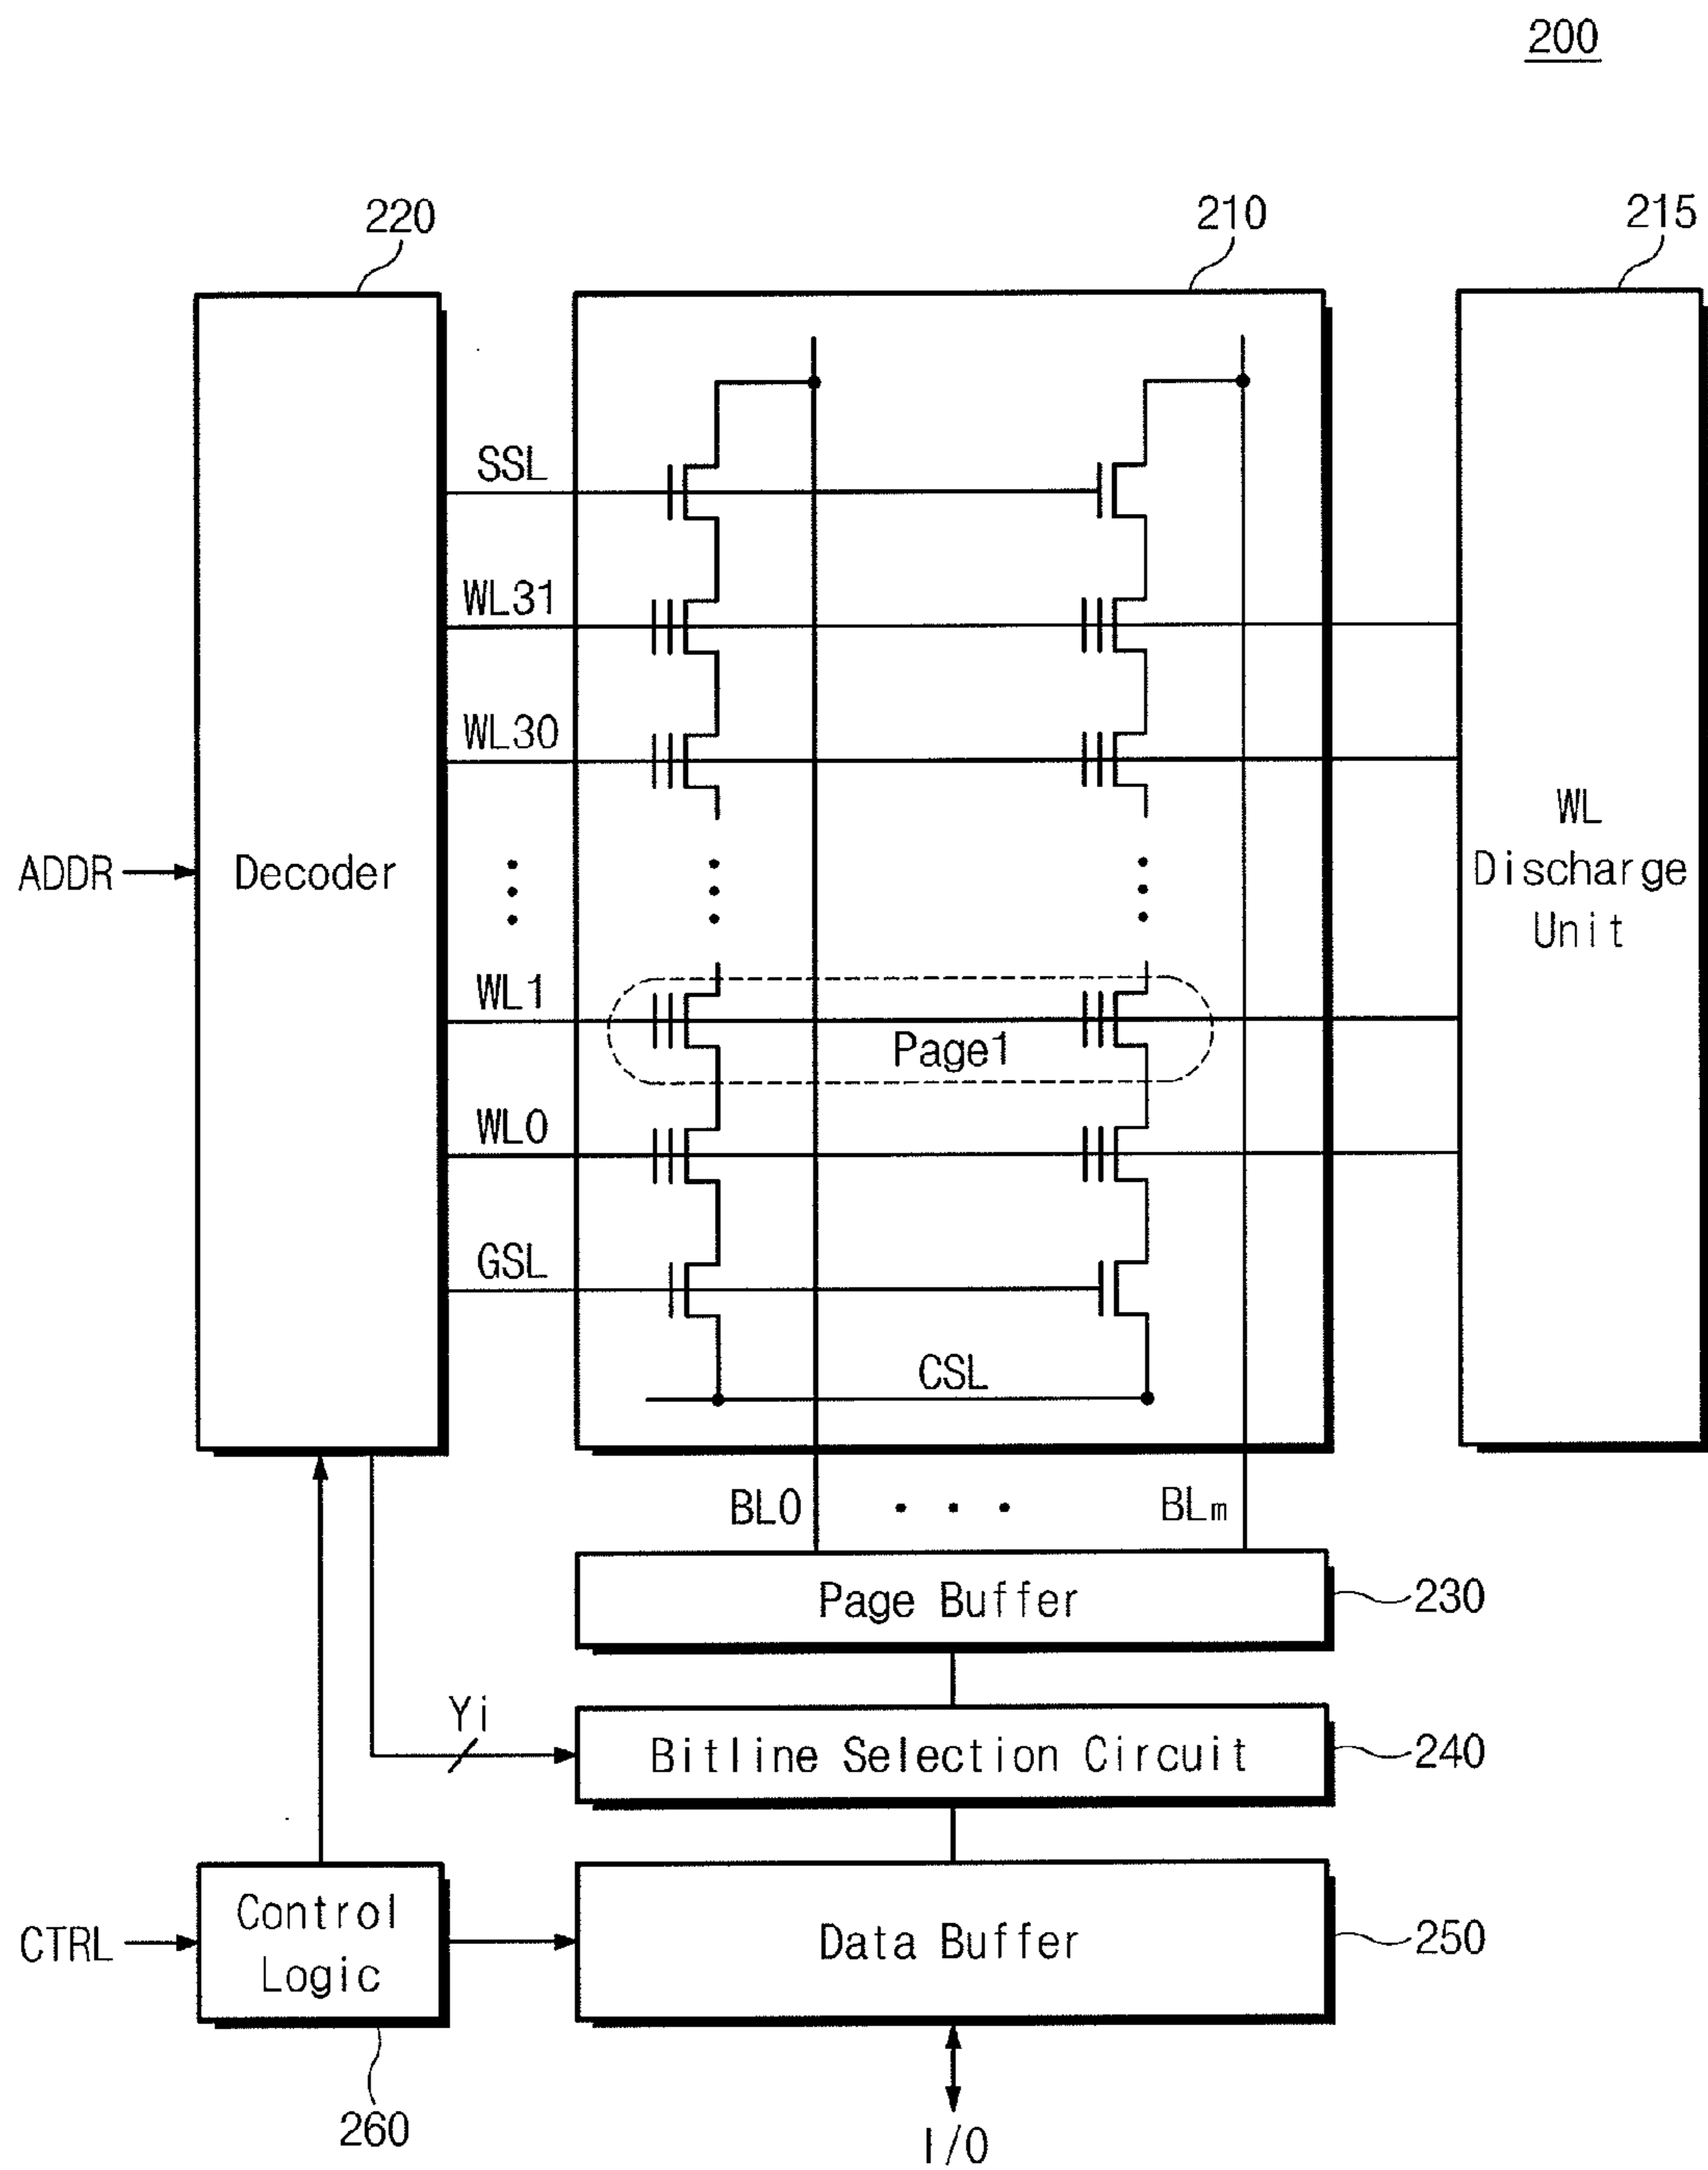 200
220
210
215
SSL
WL31
WL30
ADDR
Decoder
WL
Discharge
Unit
WL1
Page1
WL0
GSL
CSL
BL0
BLm
Page Buffer
230
Yi
Bitline Selection Circuit
240
CTRL
Control
Logic
Data Buffer
250
260
I/O